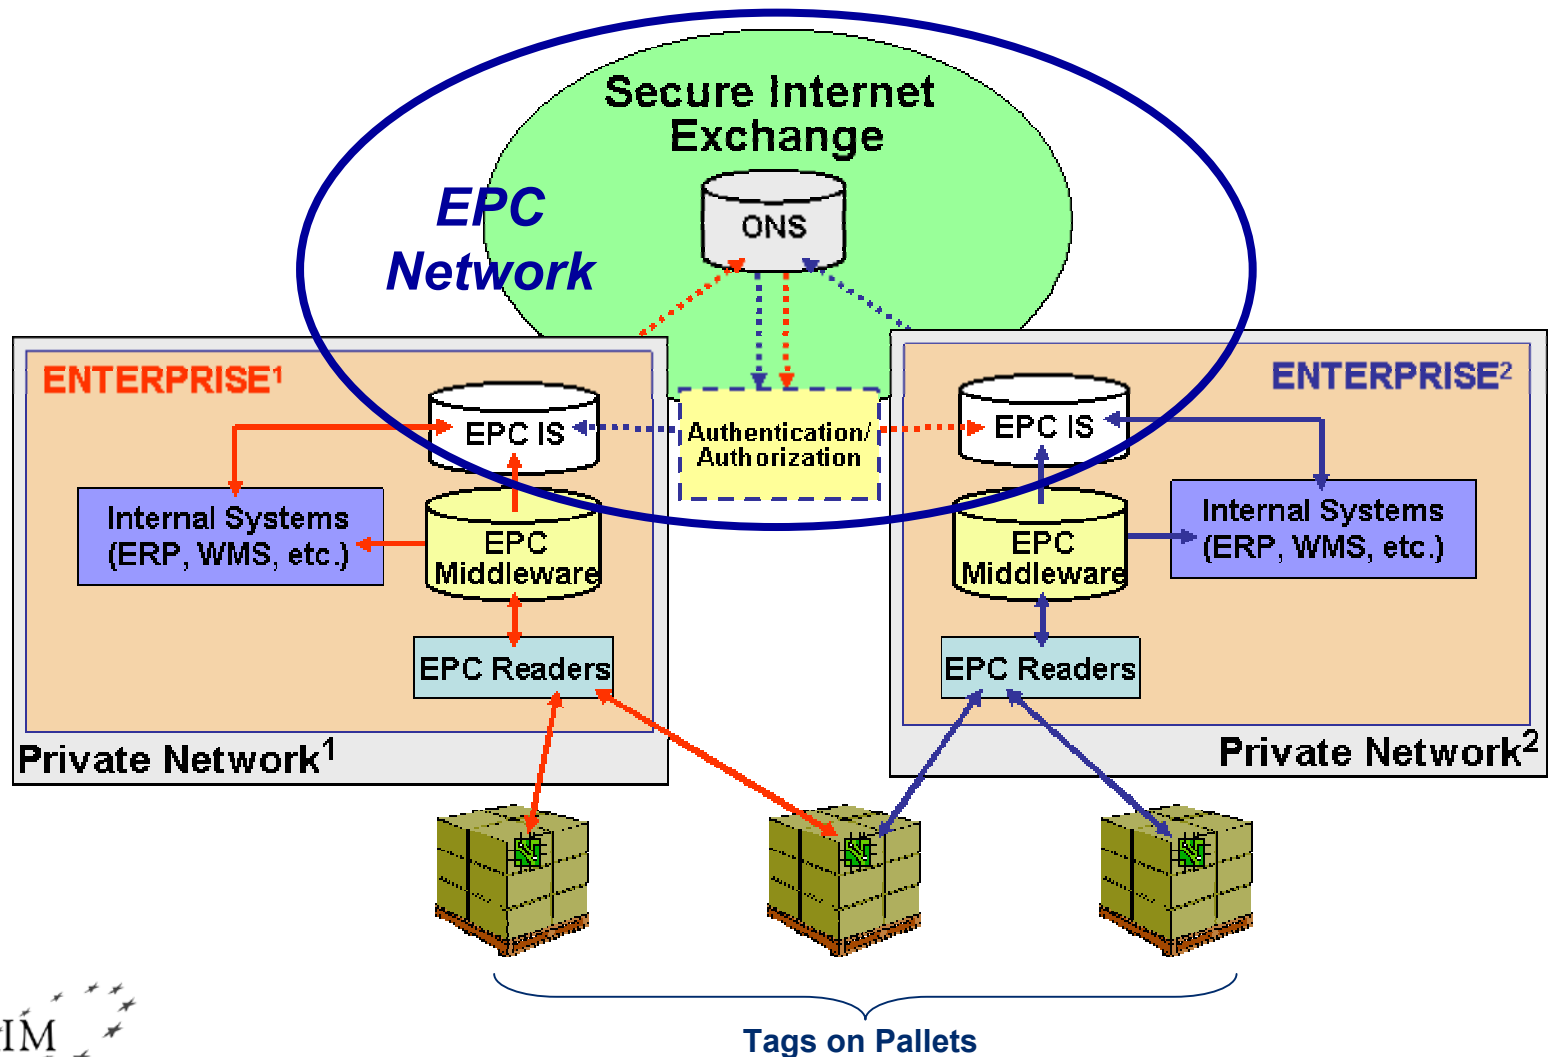 Secure Internet
Exchange
EPC
Network
ONS
ENTERPRISE¹
ENTERPRISE²
EPC IS
Authentication/
Authorization
EPC IS
Internal Systems
(ERP, WMS, etc.)
EPC
Middleware
EPC
Middleware
Internal Systems
(ERP, WMS, etc.)
EPC Readers
EPC Readers
Private Network¹
Private Network²
Tags on Pallets